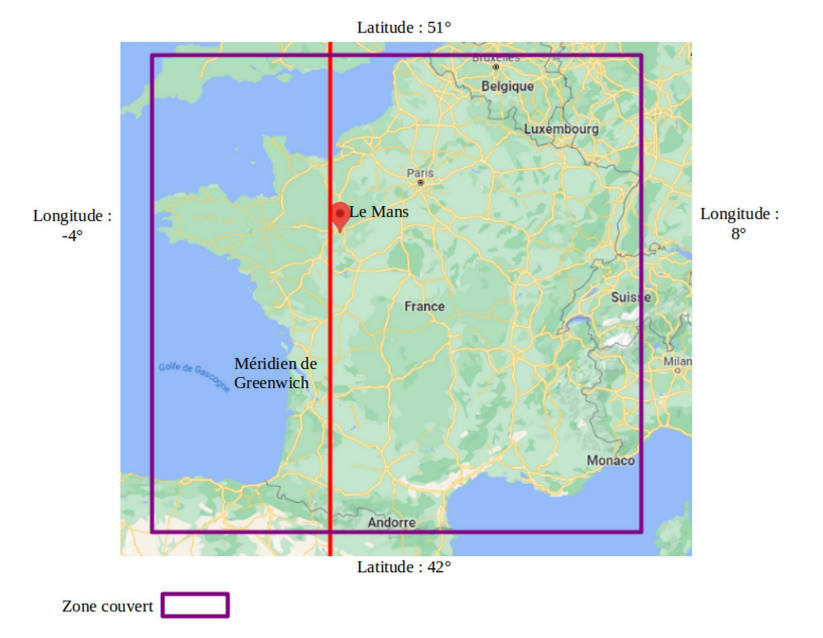 Latitude : 51°
Bruxelles
Belgique
Luxembourg
Paris
Longitude :
-4°
Le Mans
Longitude :
8°
Suisse
France
Golfe de Gascogne
Méridien de
Greenwich
Milan
Monaco
Andorre
Latitude : 42°
Zone couvert